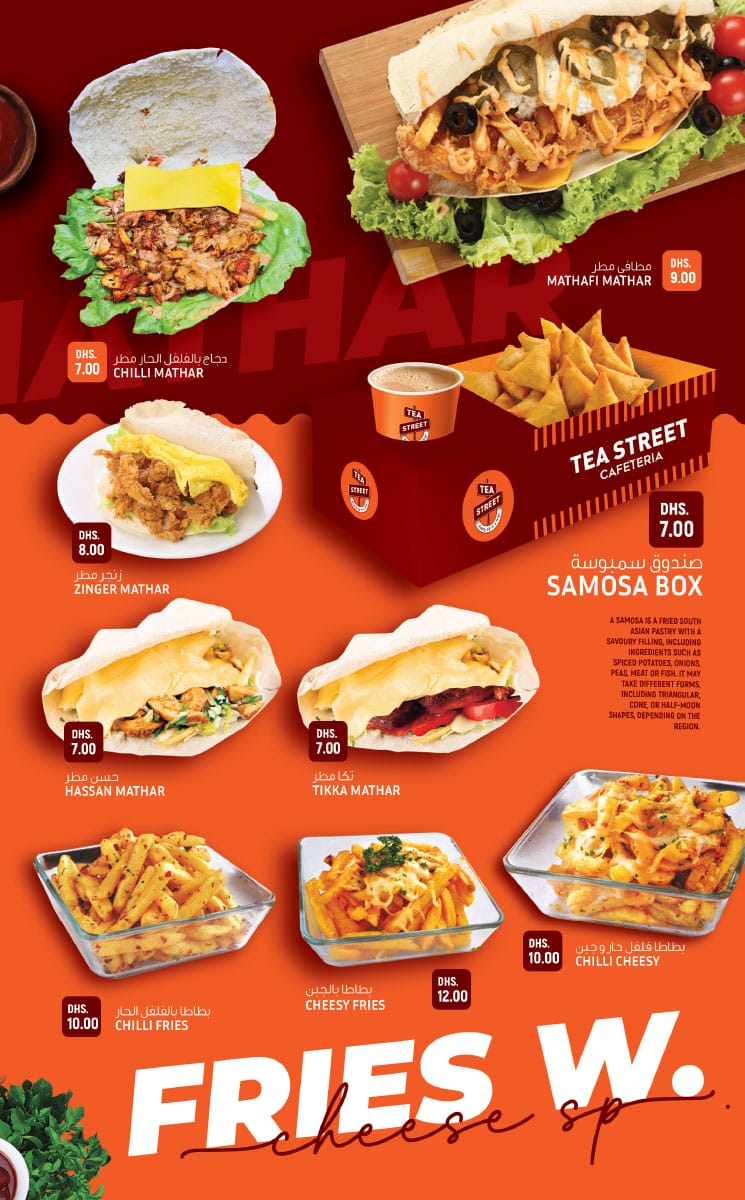 MATHAR
مطافي مطر
MATHAFI MATHAR
DHS.
9.00
DHS.
7.00
دجاج بالفلفل الحار مطر
CHILLI MATHAR
TEA
STREET
TEA STREET
CAFETERIA
TEA
STREET
TEA
STREET
DHS.
8.00
زنجر مطر
ZINGER MATHAR
DHS.
7.00
صندوق سمبوسة
SAMOSA BOX
A SAMOSA IS A FRIED SOUTH
ASIAN PASTRY WITH A
SAVOURY FILLING, INCLUDING
INGREDIENTS SUCH AS
SPICED POTATOES, ONIONS,
PEAS, MEAT OR FISH. IT MAY
TAKE DIFFERENT FORMS,
INCLUDING TRIANGULAR,
CONE, OR HALF-MOON
SHAPES, DEPENDING ON THE
REGION.
DHS.
7.00
حسن مطر
HASSAN MATHAR
DHS.
7.00
تكا مطر
TIKKA MATHAR
DHS.
10.00
بطاطا فلفل حار و جبن
CHILLI CHEESY
بطاطا بالجبن
CHEESY FRIES
DHS.
12.00
DHS.
10.00
بطاطا بالفلفل الحار
CHILLI FRIES
FRIES W.
cheese sp.